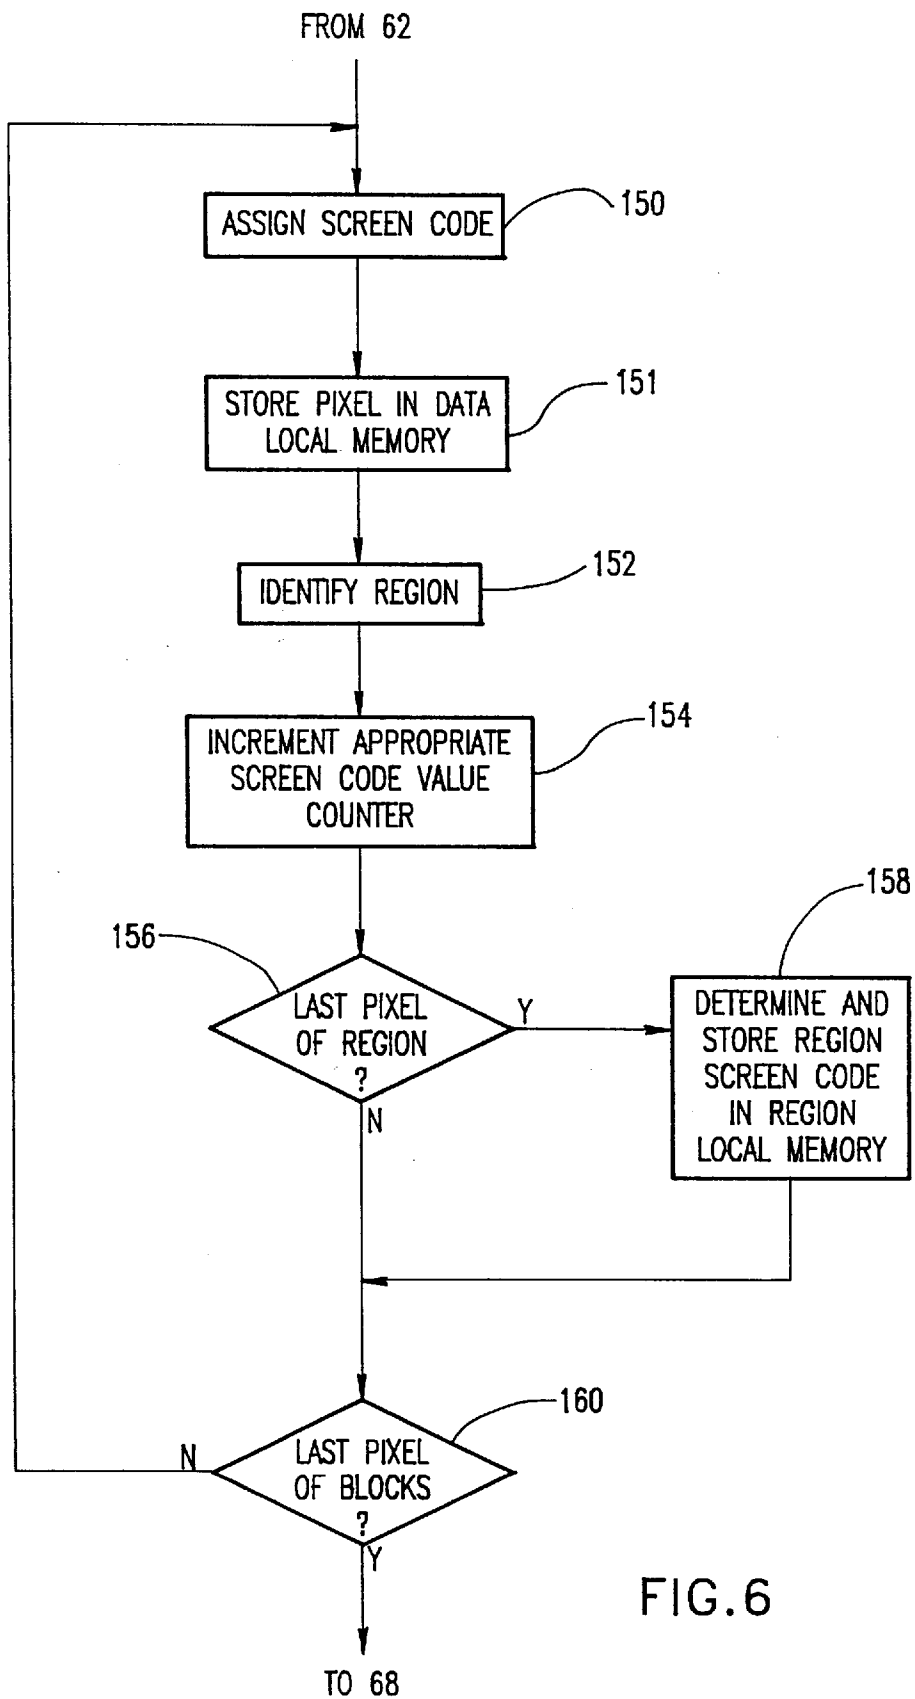 FROM 62
ASSIGN SCREEN CODE
150
STORE PIXEL IN DATA
LOCAL MEMORY
151
IDENTIFY REGION
152
INCREMENT APPROPRIATE
SCREEN CODE VALUE
COUNTER
154
156
LAST PIXEL
OF REGION
?
Y
N
158
DETERMINE AND
STORE REGION
SCREEN CODE
IN REGION
LOCAL MEMORY
160
N
LAST PIXEL
OF BLOCKS
?
Y
TO 68
FIG.6